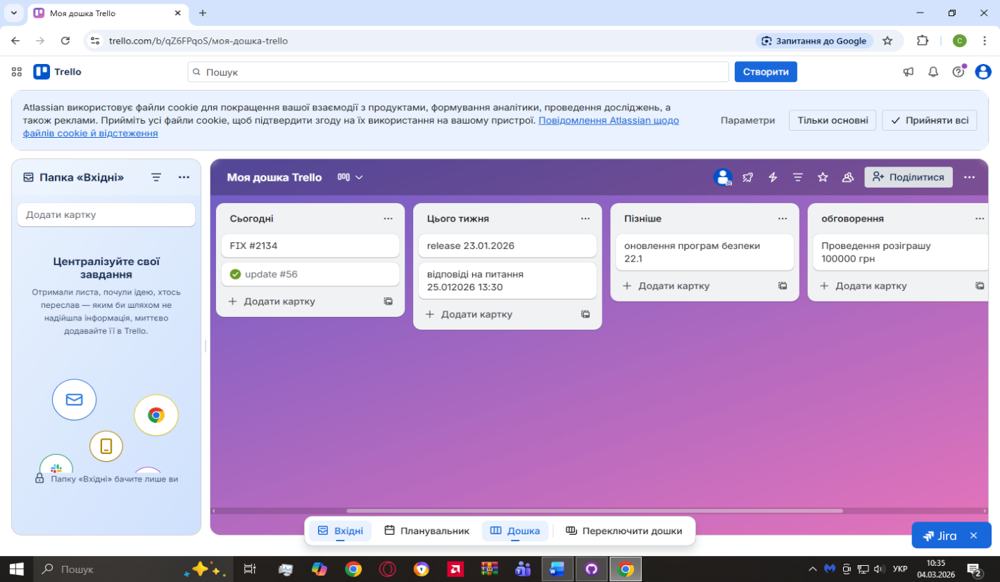 Моя дошка Trello
trello.com/b/qZ6FPqoS/моя-дошка-trello
Запитання до Google
C
Trello
Пошук
Створити
Atlassian використовує файли cookie для покращення вашої взаємодії з продуктами, формування аналітики, проведення досліджень, а
також реклами. Прийміть усі файли cookie, щоб підтвердити згоду на їх використання на вашому пристрої. Повідомлення Atlassian щодо
файлів cookie й відстеження
Параметри
Тільки основні
Прийняти всі
Папка «Вхідні»
Додати картку
Централізуйте свої
завдання
Отримали листа, почули ідею, хтось
переслав — яким би шляхом не
надійшла інформація, миттєво
додавайте її в Trello.
Папку «Вхідні» бачите лише ви
Моя дошка Trello
Поділитися
Сьогодні
FIX #2134
update #56
Додати картку
Цього тижня
release 23.01.2026
відповіді на питання
25.012026 13:30
Додати картку
Пізніше
оновлення програм безпеки
22.1
Додати картку
обговорення
Проведення розіграшу
100000 грн
Додати картку
Вхідні
Планувальник
Дошка
Переключити дошки
Jira
Пошук
УКР
10:35
04.03.2026
2